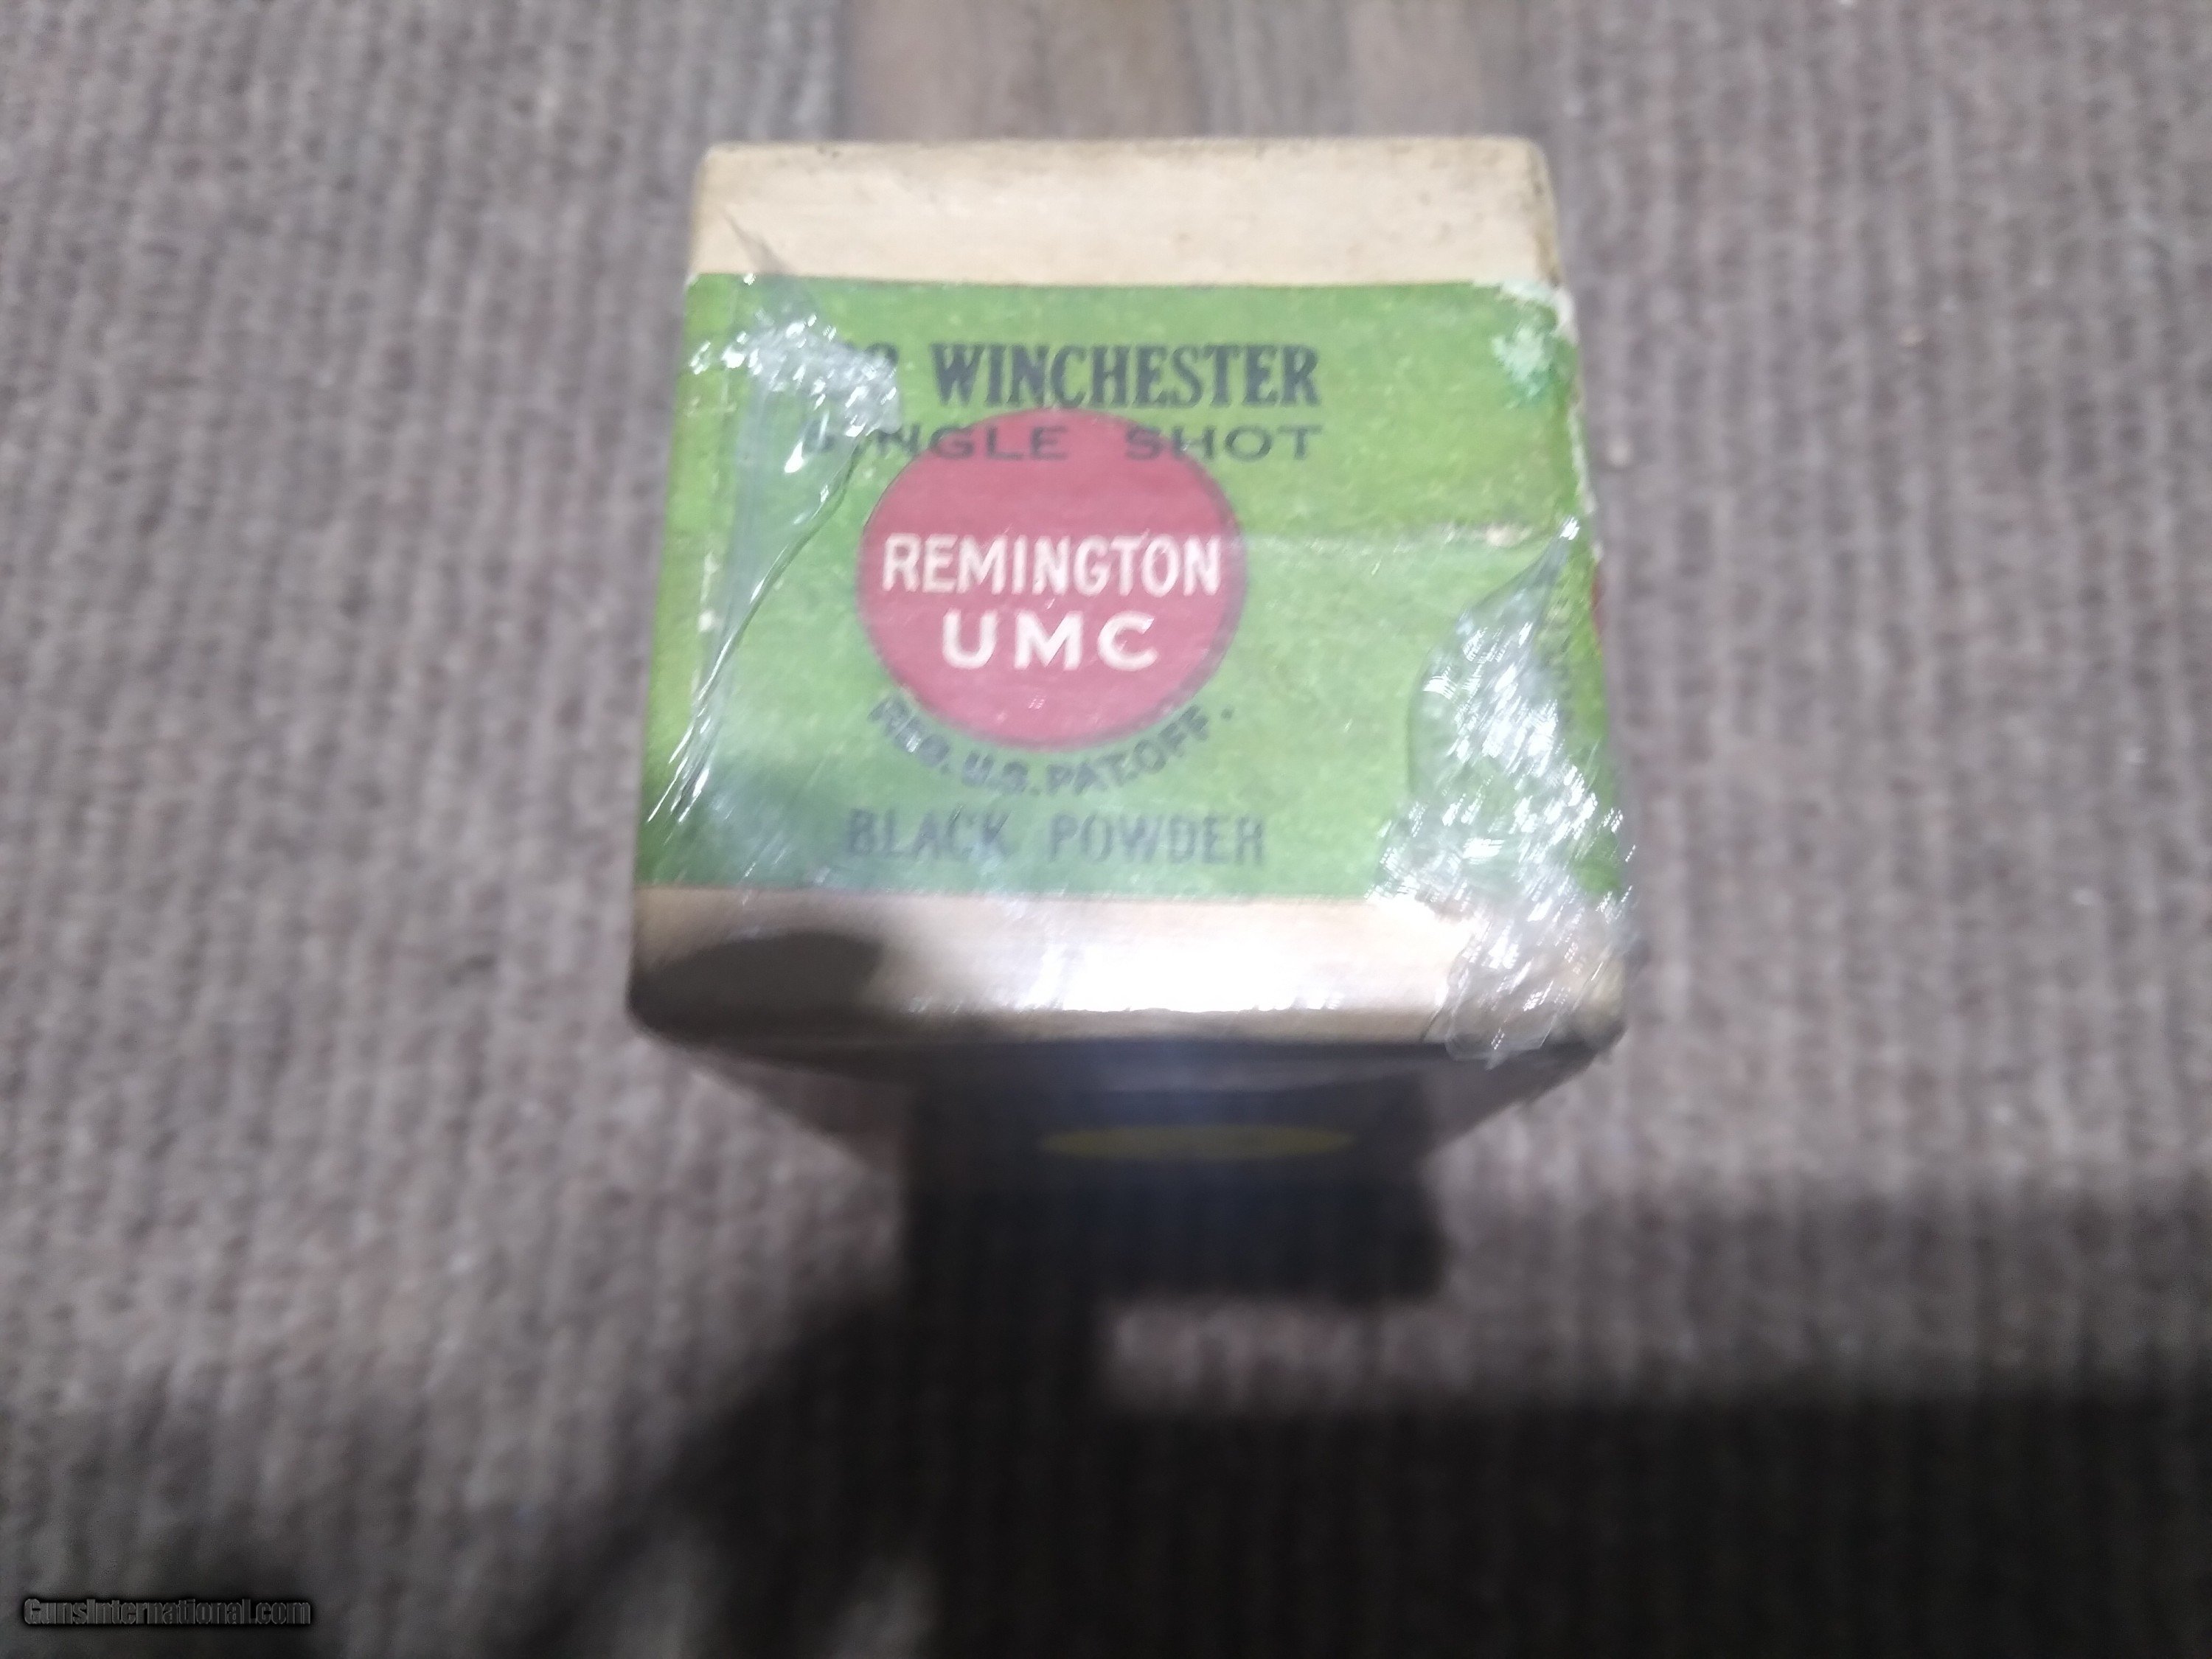 WINCHESTER
SINGLE SHOT
REMINGTON
UMC
REG. U.S. PAT. OFF.
BLACK POWDER
GunsInternational.com